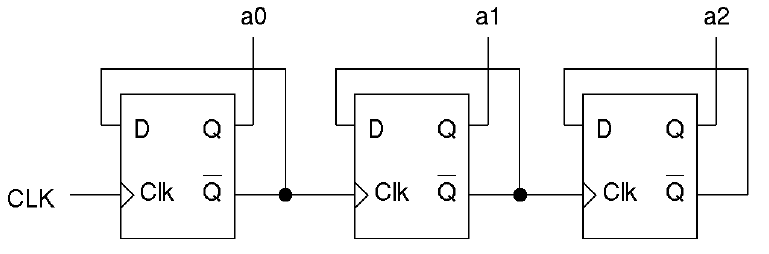 a0 a1 a2
D Q D Q D Q
CLK Clk Q̅ Clk Q̅ Clk Q̅